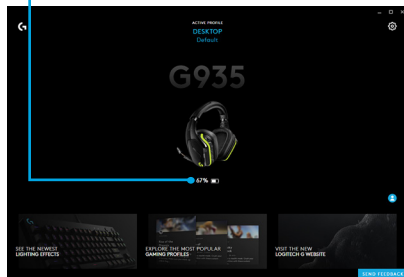 ACTIVE PROFILE
DESKTOP
Default
G935
67%
SEE THE NEWEST
LIGHTING EFFECTS
EXPLORE THE MOST POPULAR
GAMING PROFILES
VISIT THE NEW
LOGITECH G WEBSITE
SEND FEEDBACK